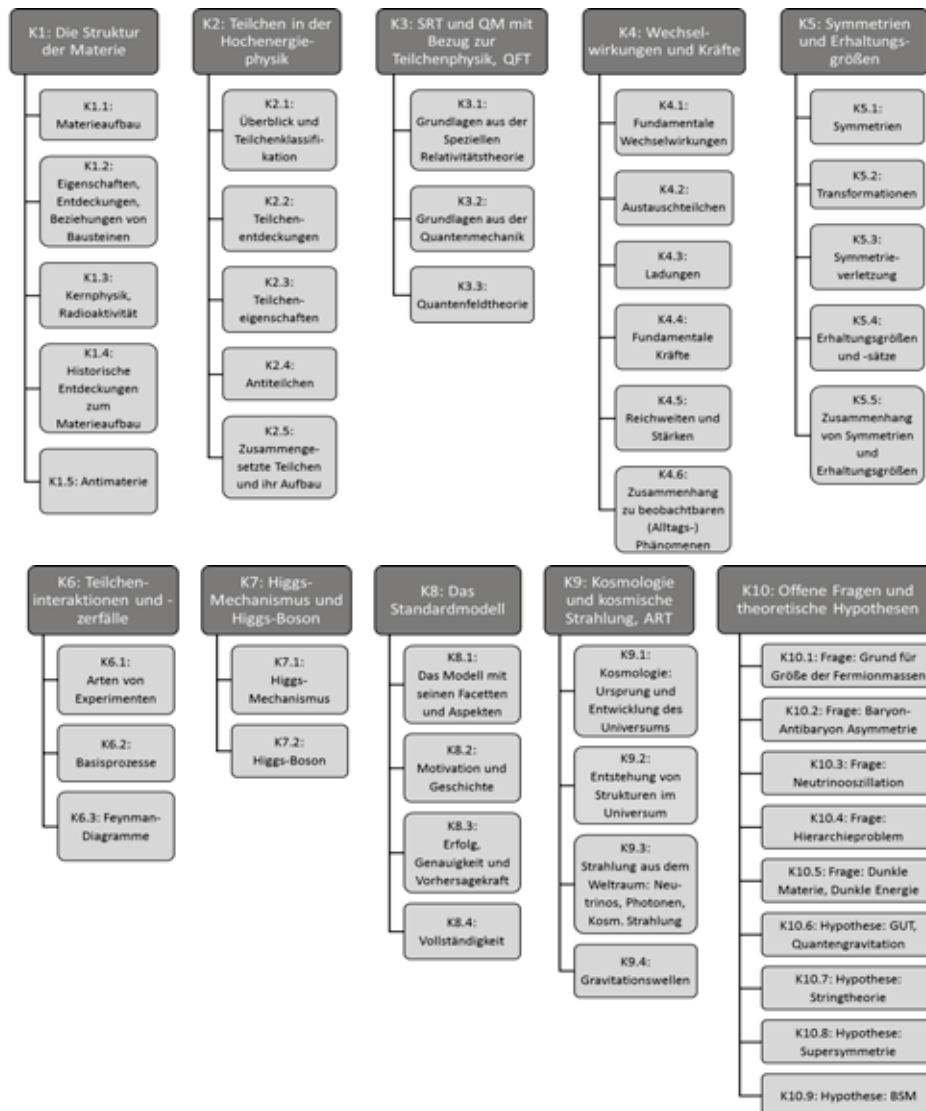 K1: Die Struktur
der Materie
K1.1:
Materieaufbau
K1.2:
Eigenschaften,
Entdeckungen,
Beziehungen von
Bausteinen
K1.3:
Kernphysik,
Radioaktivität
K1.4:
Historische
Entdeckungen
zum
Materieaufbau
K1.5: Antimaterie
K2: Teilchen in der
Hochenergie-
physik
K2.1:
Überblick und
Teilchenklassifi-
kation
K2.2:
Teilchen-
entdeckungen
K2.3:
Teilchen-
eigenschaften
K2.4:
Antiteilchen
K2.5:
Zusammenge-
setzte Teilchen
und ihr Aufbau
K3: SRT und QM mit
Bezug zur
Teilchenphysik, QFT
K3.1:
Grundlagen aus der
Speziellen
Relativitätstheorie
K3.2:
Grundlagen aus der
Quantenmechanik
K3.3:
Quantenfeldtheorie
K4: Wechsel-
wirkungen und Kräfte
K4.1:
Fundamentale
Wechselwirkungen
K4.2:
Austauschteilchen
K4.3:
Ladungen
K4.4:
Fundamentale
Kräfte
K4.5:
Reichweiten und
Stärken
K4.6:
Zusammenhang
zu beobachtbaren
(Alltags-)
Phänomenen
K5: Symmetrien
und Erhaltungs-
größen
K5.1:
Symmetrien
K5.2:
Transformationen
K5.3:
Symmetrie-
verletzung
K5.4:
Erhaltungsgrößen
und -sätze
K5.5:
Zusammenhang
von Symmetrien
und
Erhaltungsgrößen
K6: Teilchen-
interaktionen und -
zerfälle
K6.1:
Arten von
Experimenten
K6.2:
Basisprozesse
K6.3: Feynman-
Diagramme
K7: Higgs-
Mechanismus und
Higgs-Boson
K7.1:
Higgs-
Mechanismus
K7.2:
Higgs-Boson
K8: Das
Standardmodell
K8.1:
Das Modell mit
seinen Facetten
und Aspekten
K8.2:
Motivation und
Geschichte
K8.3:
Erfolg,
Genauigkeit und
Vorhersagekraft
K8.4:
Vollständigkeit
K9: Kosmologie
und kosmische
Strahlung, ART
K9.1:
Kosmologie:
Ursprung und
Entwicklung des
Universums
K9.2:
Entstehung von
Strukturen im
Universum
K9.3:
Strahlung aus dem
Weltraum: Neu-
trinos, Photonen,
Kosm. Strahlung
K9.4:
Gravitationswellen
K10: Offene Fragen und
theoretische Hypothesen
K10.1: Frage: Grund für
Größe der Fermionmassen
K10.2: Frage: Baryon-
Antibaryon Asymmetrie
K10.3: Frage:
Neutrinooszillation
K10.4: Frage:
Hierarchieproblem
K10.5: Frage: Dunkle
Materie, Dunkle Energie
K10.6: Hypothese: GUT,
Quantengravitation
K10.7: Hypothese:
Stringtheorie
K10.8: Hypothese:
Supersymmetrie
K10.9: Hypothese: BSM